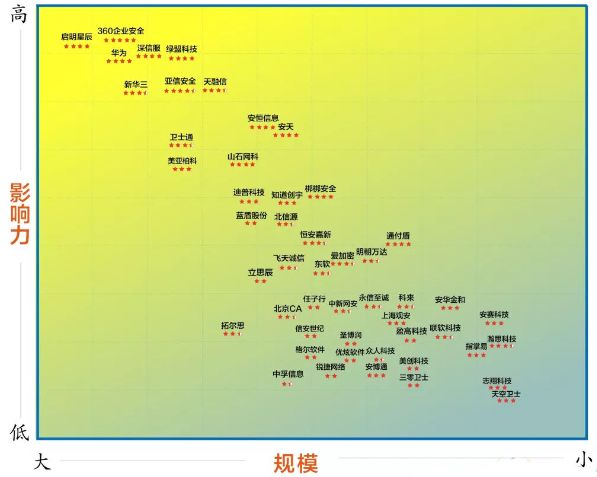 高
360企业安全
启明星辰
华为
深信服
绿盟科技
新华三
亚信安全
天融信
安恒信息
安天
卫士通
美亚柏科
山石网科
迪普科技
知道创宇
梆梆安全
蓝盾股份
北信源
恒安嘉新
通付盾
飞天诚信
东软
爱加密
明朝万达
立思辰
影响力
任子行
永信至诚
科来
安华金和
北京CA
中新网安
上海观安
安赛科技
拓尔思
信安世纪
圣博润
盈高科技
联软科技
瀚思科技
格尔软件
优炫软件
众人科技
指掌易
美创科技
中孚信息
锐捷网络
安博通
三零卫士
志翔科技
天空卫士
低
大
规模
小